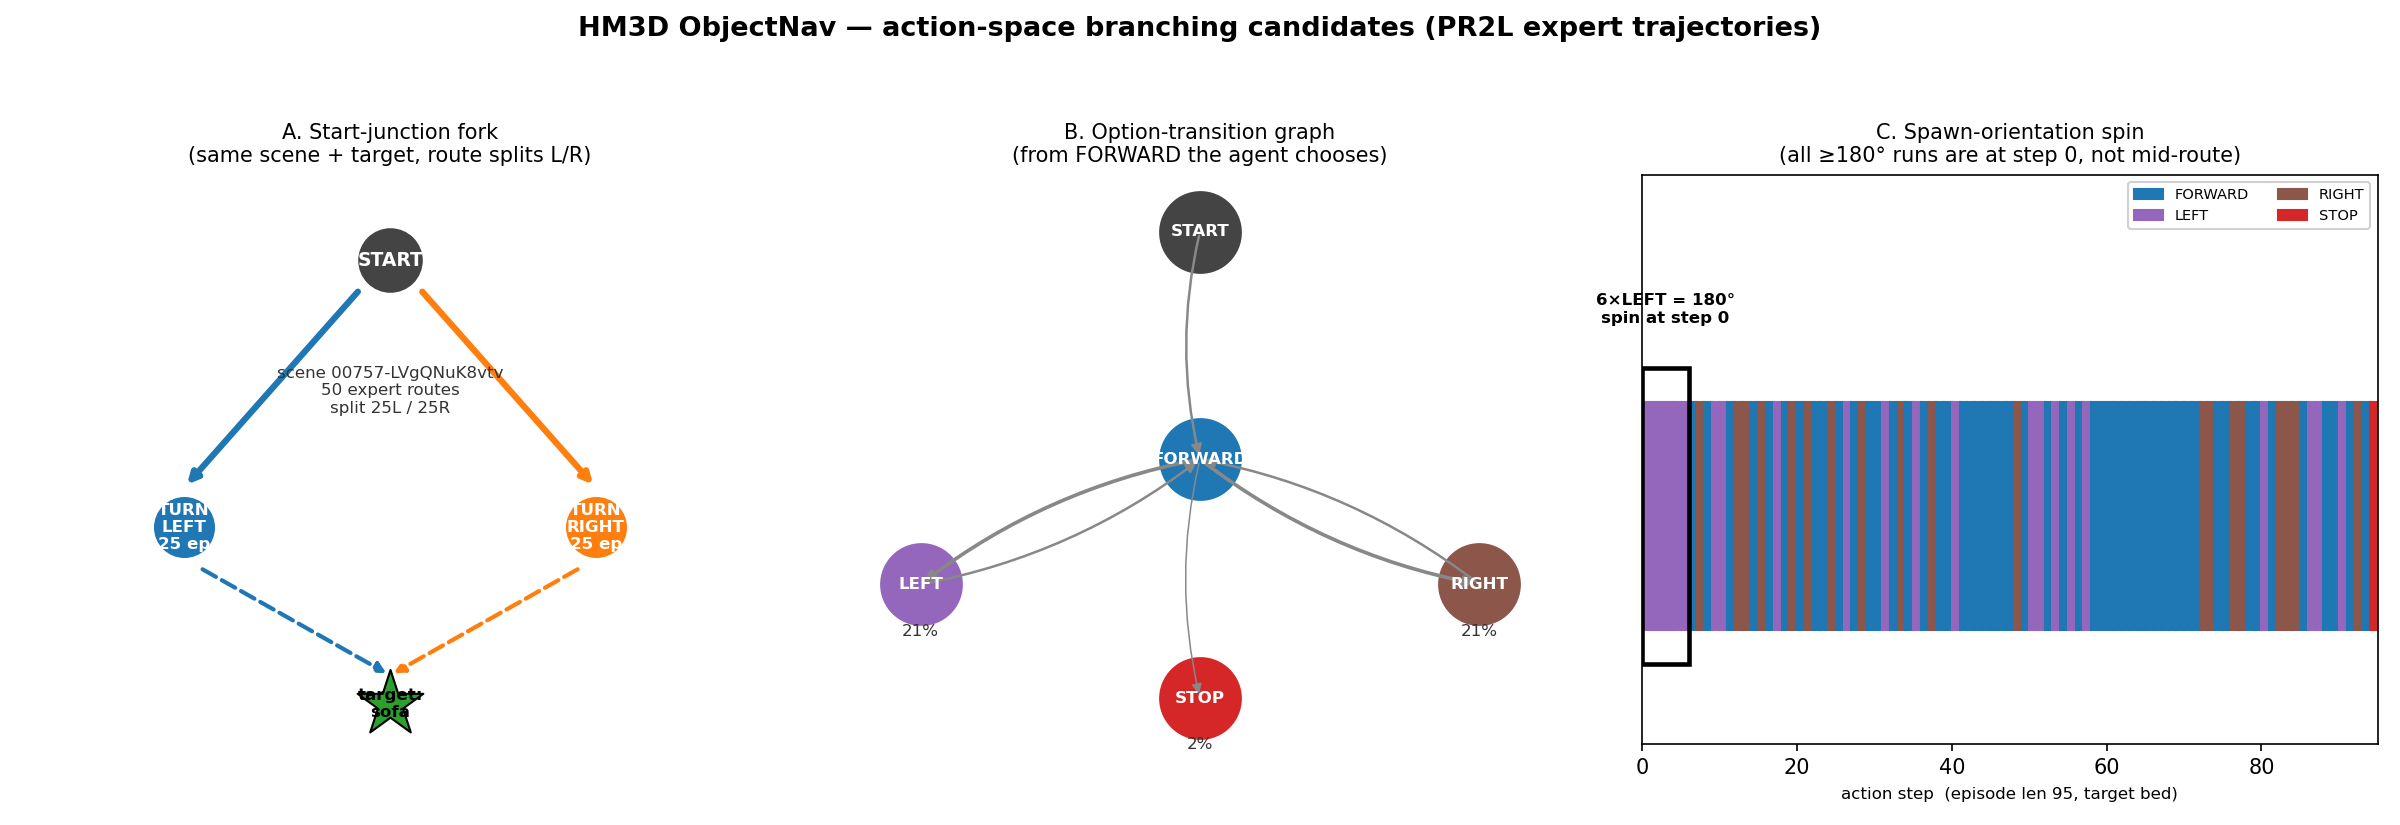 HM3D ObjectNav — action-space branching candidates (PR2L expert trajectories)
A. Start-junction fork
(same scene + target, route splits L/R)
START
scene 00757-LVgQNuK8vtv
50 expert routes
split 25L / 25R
TURN
LEFT
25 ep
TURN
RIGHT
25 ep
target:
sofa
B. Option-transition graph
(from FORWARD the agent chooses)
START
FORWARD
LEFT
21%
RIGHT
21%
STOP
2%
C. Spawn-orientation spin
(all ≥180° runs are at step 0, not mid-route)
FORWARD
LEFT
RIGHT
STOP
6×LEFT = 180°
spin at step 0
0 20 40 60 80
action step (episode len 95, target bed)